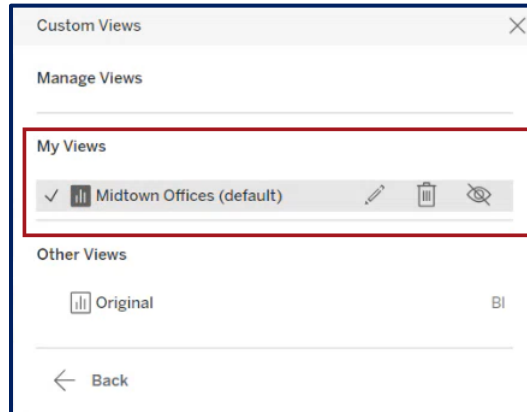 Custom Views
Manage Views
My Views
Midtown Offices (default)
Other Views
Original BI
Back